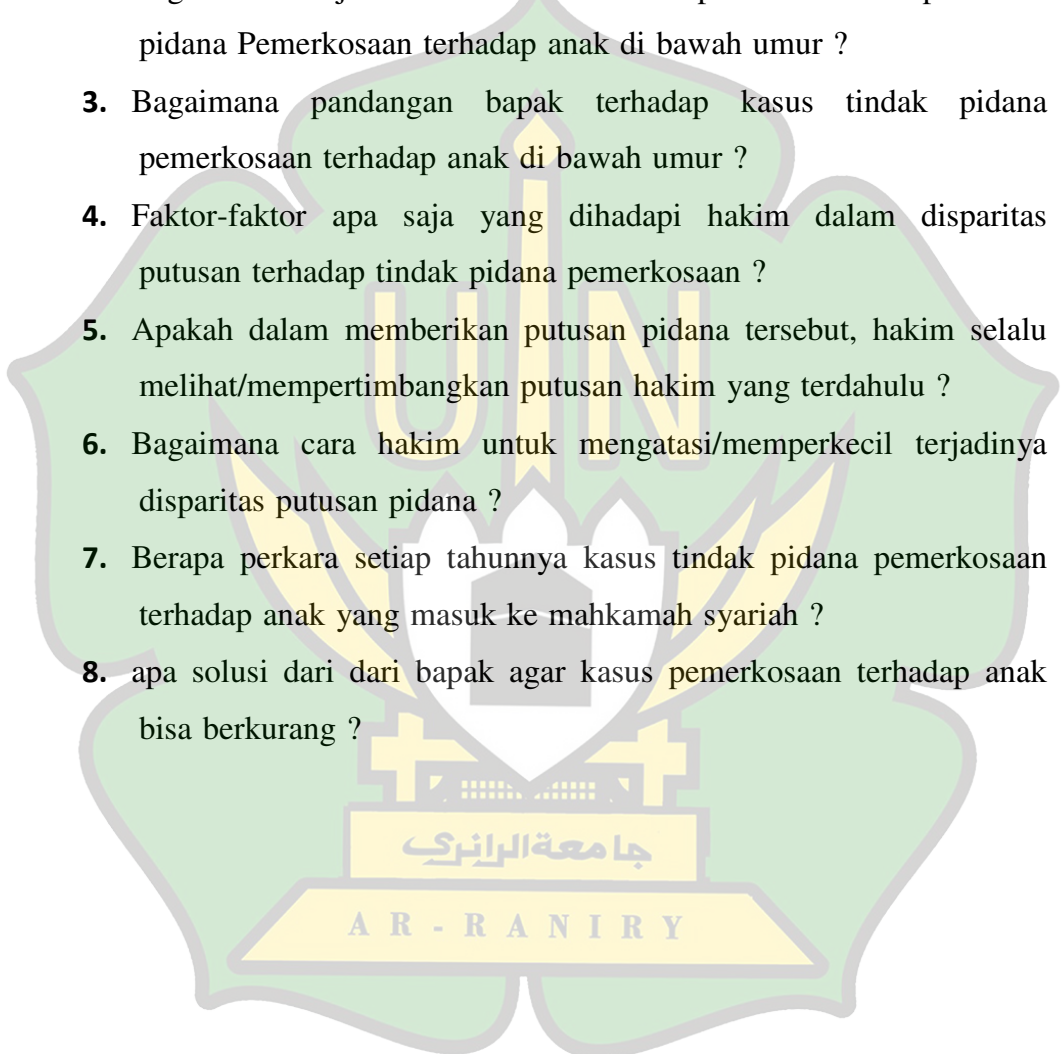 pidana Pemerkosaan terhadap anak di bawah umur ?
3. Bagaimana pandangan bapak terhadap kasus tindak pidana
pemerkosaan terhadap anak di bawah umur ?
4. Faktor-faktor apa saja yang dihadapi hakim dalam disparitas
putusan terhadap tindak pidana pemerkosaan ?
5. Apakah dalam memberikan putusan pidana tersebut, hakim selalu
melihat/mempertimbangkan putusan hakim yang terdahulu ?
6. Bagaimana cara hakim untuk mengatasi/memperkecil terjadinya
disparitas putusan pidana ?
7. Berapa perkara setiap tahunnya kasus tindak pidana pemerkosaan
terhadap anak yang masuk ke mahkamah syariah ?
8. apa solusi dari dari bapak agar kasus pemerkosaan terhadap anak
bisa berkurang ?
UIN
جامعةالرانري
AR-RANIRY